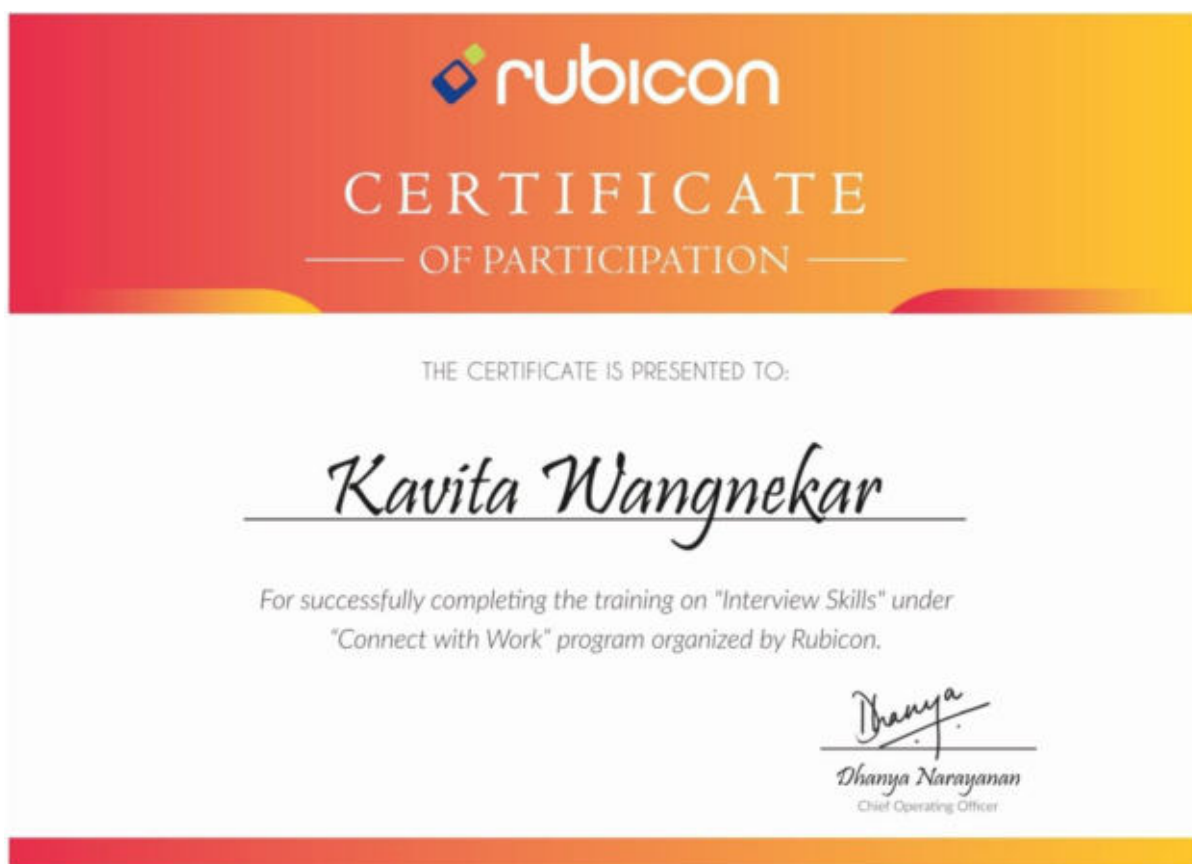 rubicon
CERTIFICATE
OF PARTICIPATION
THE CERTIFICATE IS PRESENTED TO:
Kavita Wangnekar
For successfully completing the training on "Interview Skills" under
"Connect with Work" program organized by Rubicon.
Dhanya
Dhanya Narayanan
Chief Operating Officer